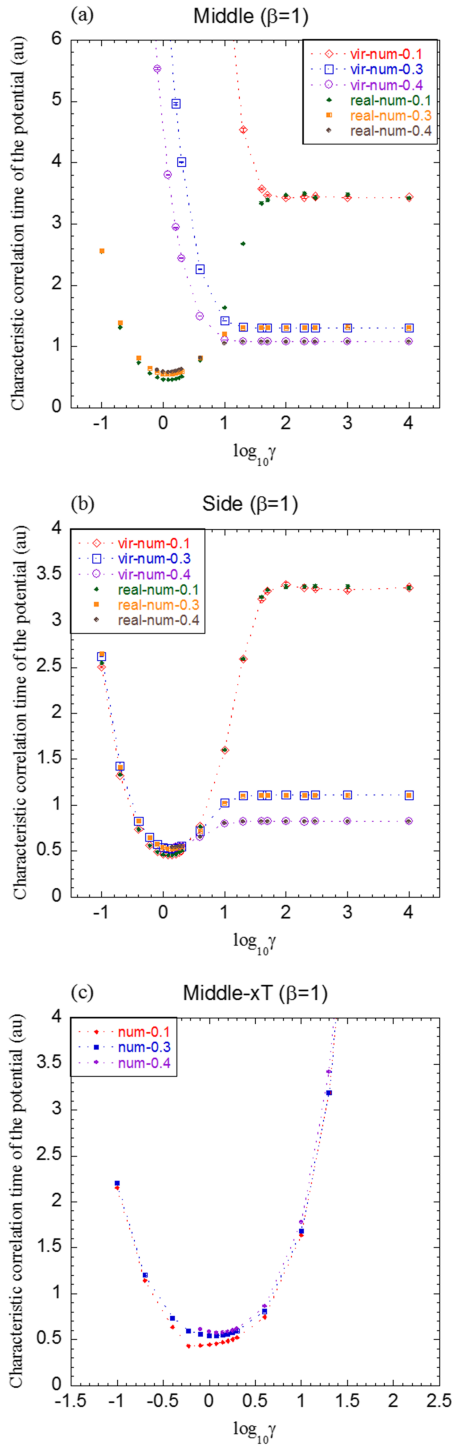 (a) Middle (β=1)
Characteristic correlation time of the potential (au)
6
5
4
3
2
1
0
vir-num-0.1
vir-num-0.3
vir-num-0.4
real-num-0.1
real-num-0.3
real-num-0.4
-1 0 1 2 3 4
log10γ
(b) Side (β=1)
Characteristic correlation time of the potential (au)
4
3.5
3
2.5
2
1.5
1
0.5
0
vir-num-0.1
vir-num-0.3
vir-num-0.4
real-num-0.1
real-num-0.3
real-num-0.4
-1 0 1 2 3 4
log10γ
(c) Middle-xT (β=1)
Characteristic correlation time of the potential (au)
4
3.5
3
2.5
2
1.5
1
0.5
0
num-0.1
num-0.3
num-0.4
-1.5 -1 -0.5 0 0.5 1 1.5 2 2.5
log10γ